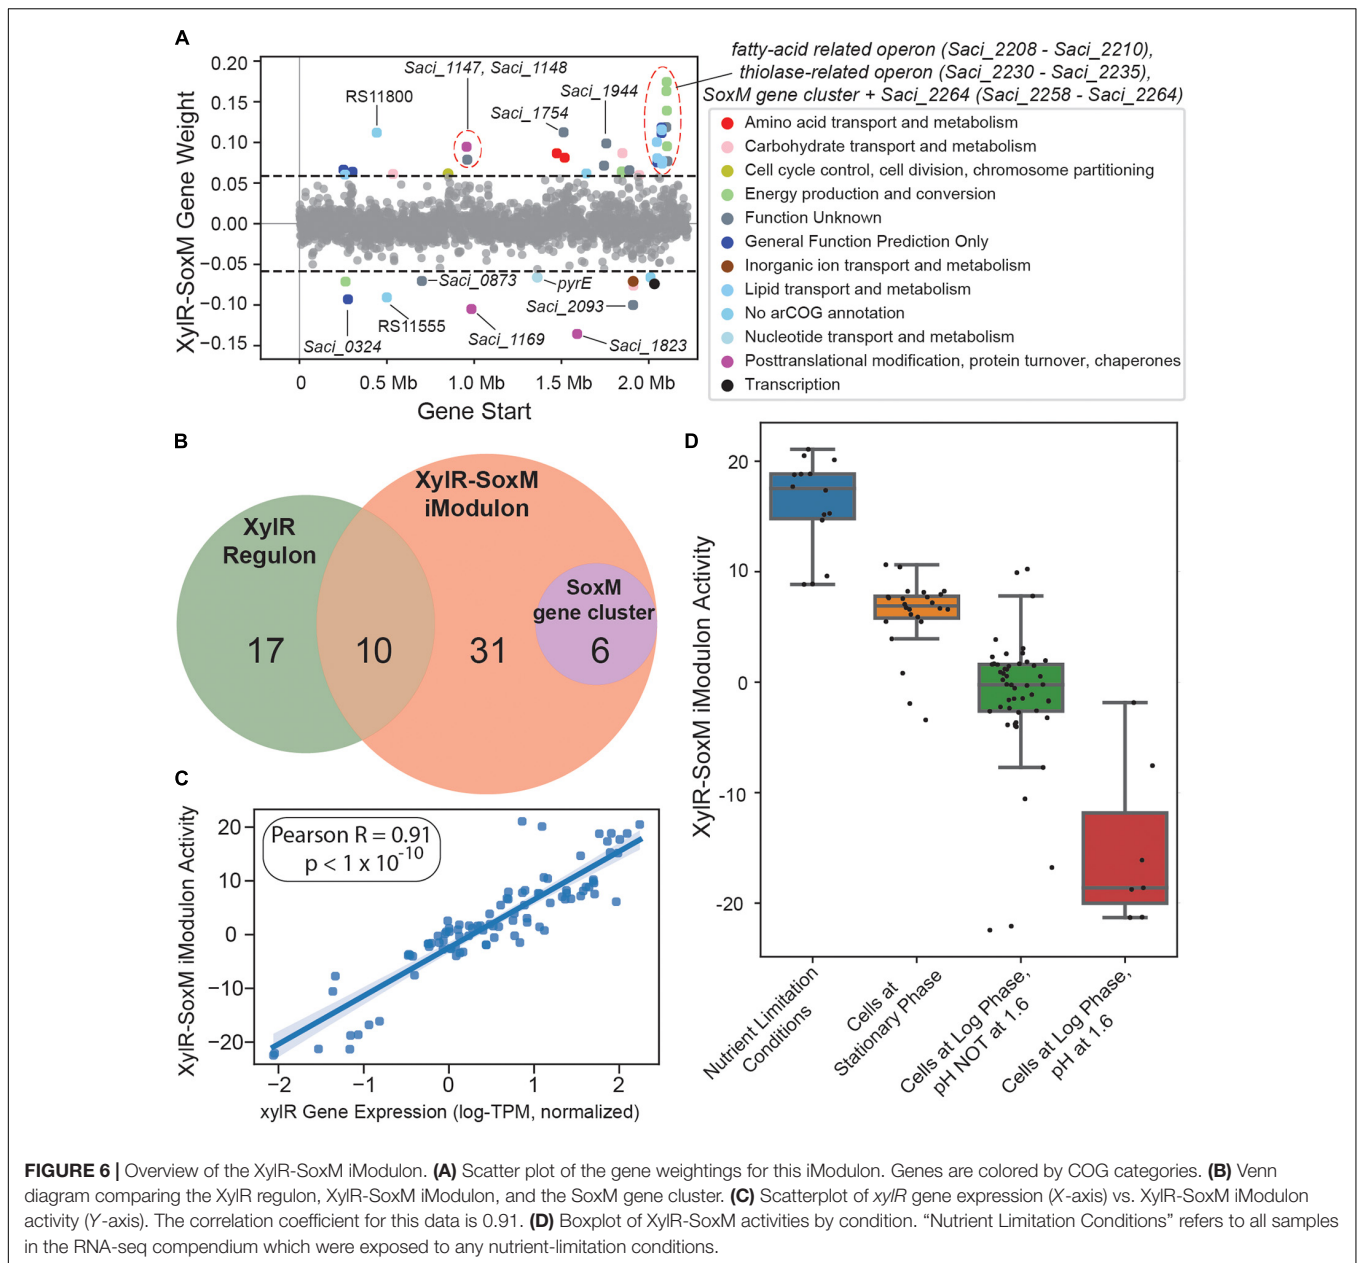 A
fatty-acid related operon (Saci_2208 - Saci_2210),
thiolase-related operon (Saci_2230 - Saci_2235),
SoxM gene cluster + Saci_2264 (Saci_2258 - Saci_2264)
XylR-SoxM Gene Weight
0.20
0.15
0.10
0.05
0.00
−0.05
−0.10
−0.15
Saci_1147, Saci_1148
RS11800
Saci_1944
Saci_1754
Saci_0873
pyrE
Saci_2093
RS11555
Saci_0324
Saci_1169
Saci_1823
0
0.5 Mb
1.0 Mb
1.5 Mb
2.0 Mb
Gene Start
Amino acid transport and metabolism
Carbohydrate transport and metabolism
Cell cycle control, cell division, chromosome partitioning
Energy production and conversion
Function Unknown
General Function Prediction Only
Inorganic ion transport and metabolism
Lipid transport and metabolism
No arCOG annotation
Nucleotide transport and metabolism
Posttranslational modification, protein turnover, chaperones
Transcription
B
XylR
Regulon
XylR-SoxM
iModulon
SoxM
gene cluster
17
10
31
6
C
XylR-SoxM iModulon Activity
20
10
0
−10
−20
Pearson R = 0.91
p < 1 x 10-10
−2
−1
0
1
2
xylR Gene Expression (log-TPM, normalized)
D
XylR-SoxM iModulon Activity
20
10
0
-10
-20
Nutrient Limitation
Conditions
Cells at
Stationary Phase
Cells at Log Phase,
pH NOT at 1.6
Cells at Log Phase,
pH at 1.6
FIGURE 6 | Overview of the XylR-SoxM iModulon. (A) Scatter plot of the gene weightings for this iModulon. Genes are colored by COG categories. (B) Venn
diagram comparing the XylR regulon, XylR-SoxM iModulon, and the SoxM gene cluster. (C) Scatterplot of xylR gene expression (X-axis) vs. XylR-SoxM iModulon
activity (Y-axis). The correlation coefficient for this data is 0.91. (D) Boxplot of XylR-SoxM activities by condition. “Nutrient Limitation Conditions” refers to all samples
in the RNA-seq compendium which were exposed to any nutrient-limitation conditions.